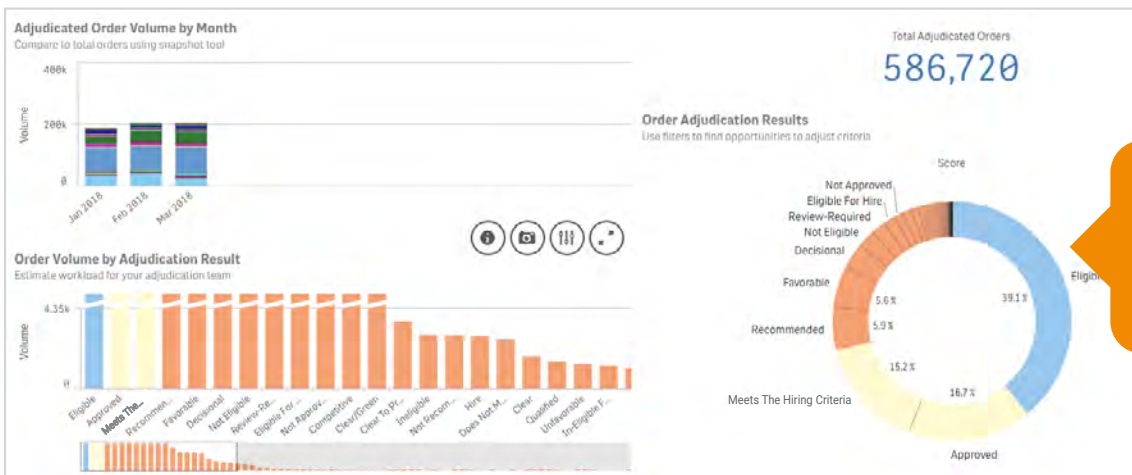 Adjudicated Order Volume by Month
Compare to total orders using snapshot tool
400k
Volume
200k
0
Jan 2018
Feb 2018
Mar 2018
Total Adjudicated Orders
586,720
Order Adjudication Results
Use filters to find opportunities to adjust criteria
Score
Not Approved
Eligible For Hire
Review-Required
Not Eligible
Decisional
Favorable
Recommended
Meets The Hiring Criteria
Approved
39.1%
5.6%
5.9%
15.2%
16.7%
Order Volume by Adjudication Result
Estimate workload for your adjudication team
4.35k
Volume
0
Eligible
Approved
Meets The...
Recommen...
Favorable
Decisional
Not Eligible
Review-Re...
Eligible For ...
Not Approv...
Competitive
Clear/Green
Clear To Pr...
Ineligible
Not Recom...
Hire
Does Not M...
Clear
Qualified
Unfavorable
In-Eligible F...